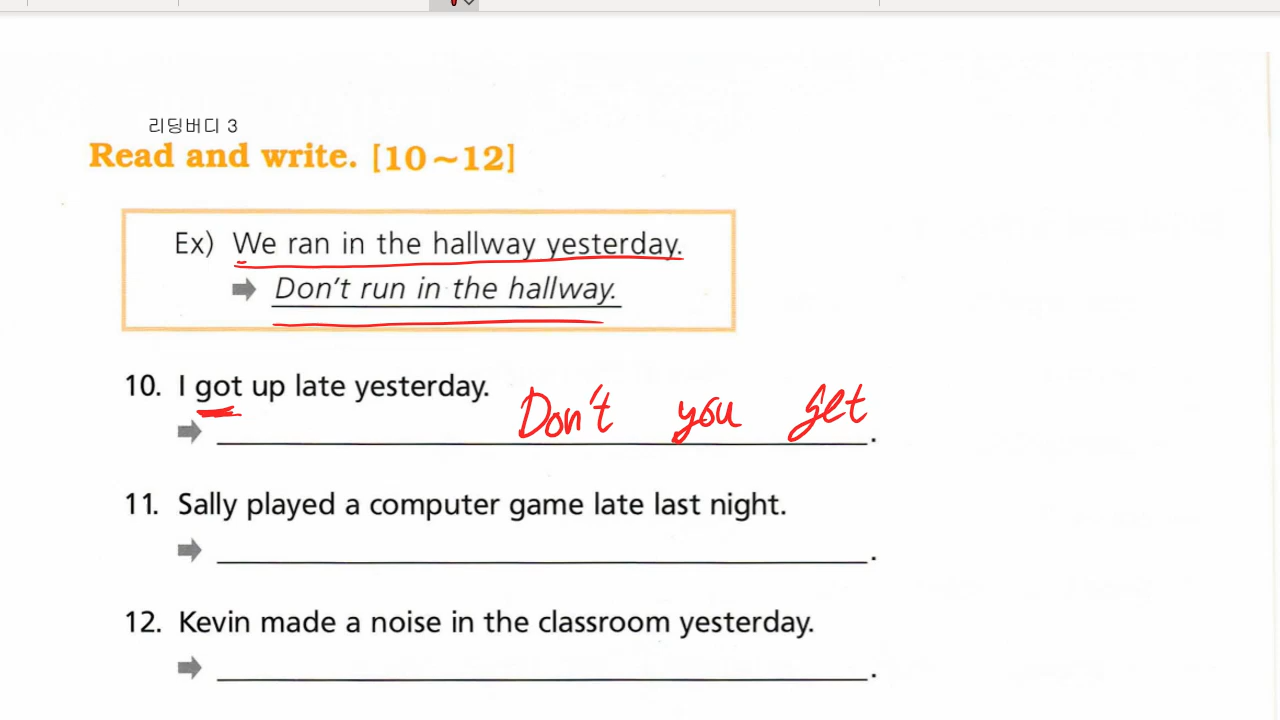 리딩버디 3
Read and write. [10~12]
Ex) We ran in the hallway yesterday.
➡ Don't run in the hallway.
10. I got up late yesterday.
Don't you get
➡ .
11. Sally played a computer game late last night.
➡ .
12. Kevin made a noise in the classroom yesterday.
➡ .